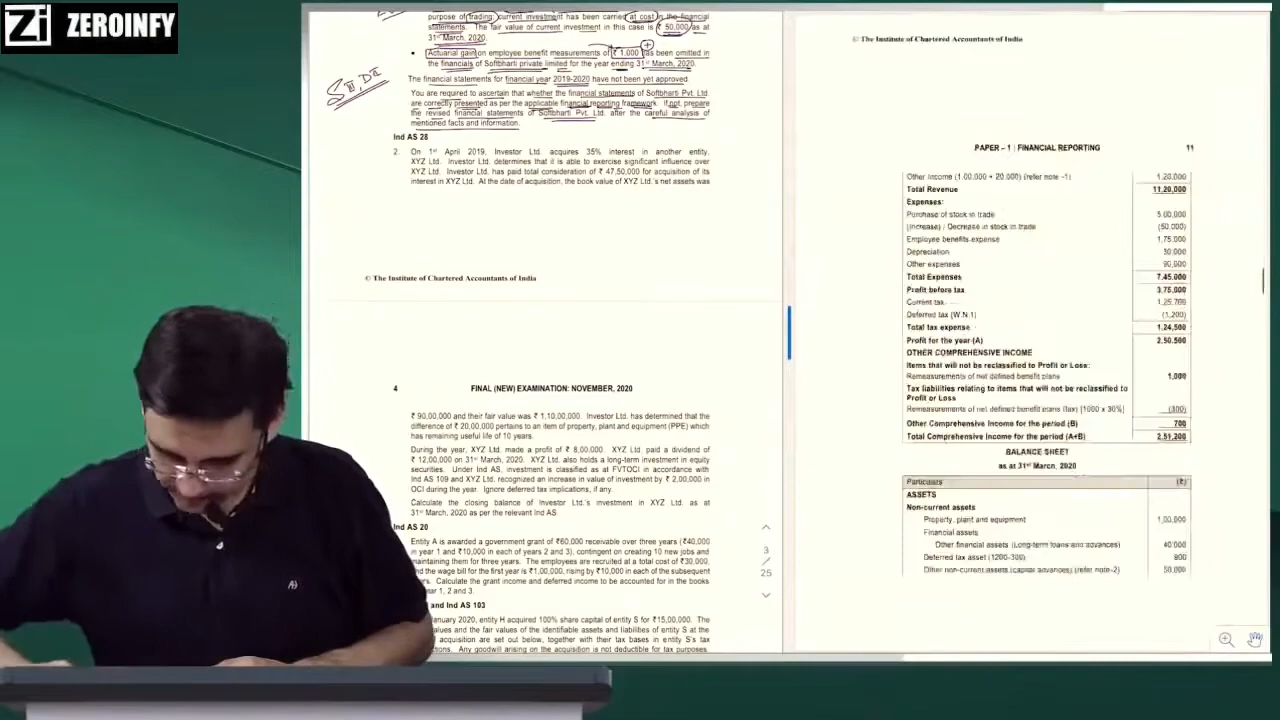 Zi ZEROINFY
purpose of trading; current investment has been carried at cost in the financial
statements. The fair value of current investment in this case is ₹ 50,000 as at
31st March, 2020.
• Actuarial gain on employee benefit measurements of ₹ 1,000 has been omitted in
the financials of Softbharti private limited for the year ending 31st March, 2020.
The financial statements for financial year 2019-2020 have not been yet approved
You are required to ascertain that whether the financial statements of Softbharti Pvt. Ltd.
are correctly presented as per the applicable financial reporting framework. If not, prepare
the revised financial statements of Softbharti Pvt. Ltd. after the careful analysis of
mentioned facts and information.
Ind AS 28
2. On 1st April 2019, Investor Ltd. acquires 35% interest in another entity,
XYZ Ltd. Investor Ltd. determines that it is able to exercise significant influence over
XYZ Ltd. Investor Ltd. has paid total consideration of ₹ 47,50,000 for acquisition of its
interest in XYZ Ltd. At the date of acquisition, the book value of XYZ Ltd.'s net assets was
© The Institute of Chartered Accountants of India
4 FINAL (NEW) EXAMINATION: NOVEMBER, 2020
₹ 90,00,000 and their fair value was ₹ 1,10,00,000. Investor Ltd. has determined that the
difference of ₹ 20,00,000 pertains to an item of property, plant and equipment (PPE) which
has remaining useful life of 10 years.
During the year, XYZ Ltd. made a profit of ₹ 8,00,000. XYZ Ltd. paid a dividend of
₹ 12,00,000 on 31st March, 2020. XYZ Ltd. also holds a long-term investment in equity
securities. Under Ind AS, investment is classified as at FVTOCI in accordance with
Ind AS 109 and XYZ Ltd. recognized an increase in value of investment by ₹ 2,00,000 in
OCI during the year. Ignore deferred tax implications, if any.
Calculate the closing balance of Investor Ltd.'s investment in XYZ Ltd. as at
31st March, 2020 as per the relevant Ind AS
Ind AS 20
Entity A is awarded a government grant of ₹60,000 receivable over three years (₹40,000
in year 1 and ₹10,000 in each of years 2 and 3), contingent on creating 10 new jobs and
maintaining them for three years. The employees are recruited at a total cost of ₹30,000,
and the wage bill for the first year is ₹1,00,000, rising by ₹10,000 in each of the subsequent
Calculate the grant income and deferred income to be accounted for in the books
year 1, 2 and 3.
and Ind AS 103
January 2020, entity H acquired 100% share capital of entity S for ₹15,00,000. The
values and the fair values of the identifiable assets and liabilities of entity S at the
acquisition are set out below, together with their tax bases in entity S's tax
Any goodwill arising on the acquisition is not deductible for tax purposes.
3
/
25
© The Institute of Chartered Accountants of India
PAPER – 1 : FINANCIAL REPORTING 11
Other Income (1,00,000 + 20,000) (refer note -1) 1,20,000
Total Revenue 11,20,000
Expenses:
Purchase of stock in trade 5,00,000
(Increase) / Decrease in stock in trade (50,000)
Employee benefits expense 1,75,000
Depreciation 30,000
Other expenses 90,000
Total Expenses 7,45,000
Profit before tax 3,75,000
Current tax 1,25,700
Deferred tax (W.N.1) (1,200)
Total tax expense 1,24,500
Profit for the year (A) 2,50,500
OTHER COMPREHENSIVE INCOME
Items that will not be reclassified to Profit or Loss:
Remeasurements of net defined benefit plans 1,000
Tax liabilities relating to items that will not be reclassified to
Profit or Loss
Remeasurements of net defined benefit plans (tax) [1000 x 30%] (300)
Other Comprehensive Income for the period (B) 700
Total Comprehensive Income for the period (A+B) 2,51,200
BALANCE SHEET
as at 31st March, 2020
Particulars (₹)
ASSETS
Non-current assets
Property, plant and equipment 1,00,000
Financial assets
Other financial assets (Long-term loans and advances) 40,000
Deferred tax asset (1200-300) 900
Other non-current assets (capital advances) (refer note-2) 50,000